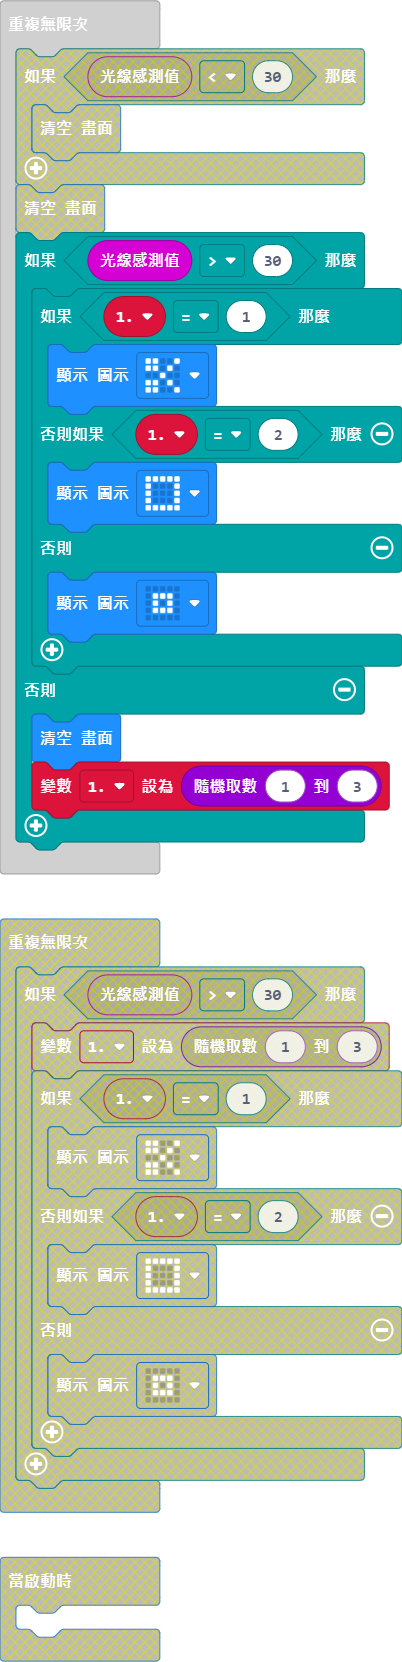 重複無限次
如果 光線感測值 < 30 那麼
清空 畫面
清空 畫面
如果 光線感測值 > 30 那麼
如果 1. = 1 那麼
顯示 圖示
否則如果 1. = 2 那麼
顯示 圖示
否則
顯示 圖示
否則
清空 畫面
變數 1. 設為 隨機取數 1 到 3
重複無限次
如果 光線感測值 > 30 那麼
變數 1. 設為 隨機取數 1 到 3
如果 1. = 1 那麼
顯示 圖示
否則如果 1. = 2 那麼
顯示 圖示
否則
顯示 圖示
當啟動時